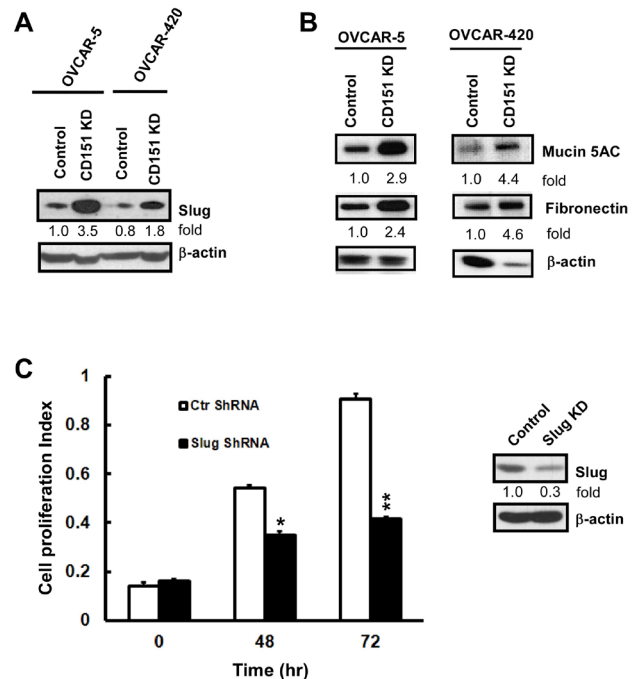 A
OVCAR-5
OVCAR-420
Control
CD151 KD
Control
CD151 KD
Slug
1.0 3.5 0.8 1.8 fold
β-actin
B
OVCAR-5
OVCAR-420
Control
CD151 KD
Control
CD151 KD
Mucin 5AC
1.0 2.9 1.0 4.4 fold
Fibronectin
1.0 2.4 1.0 4.6 fold
β-actin
C
Cell proliferation Index
1
0.8
0.6
0.4
0.2
0
Ctr ShRNA
Slug ShRNA
*
**
0 48 72
Time (hr)
Control
Slug KD
Slug
1.0 0.3 fold
β-actin